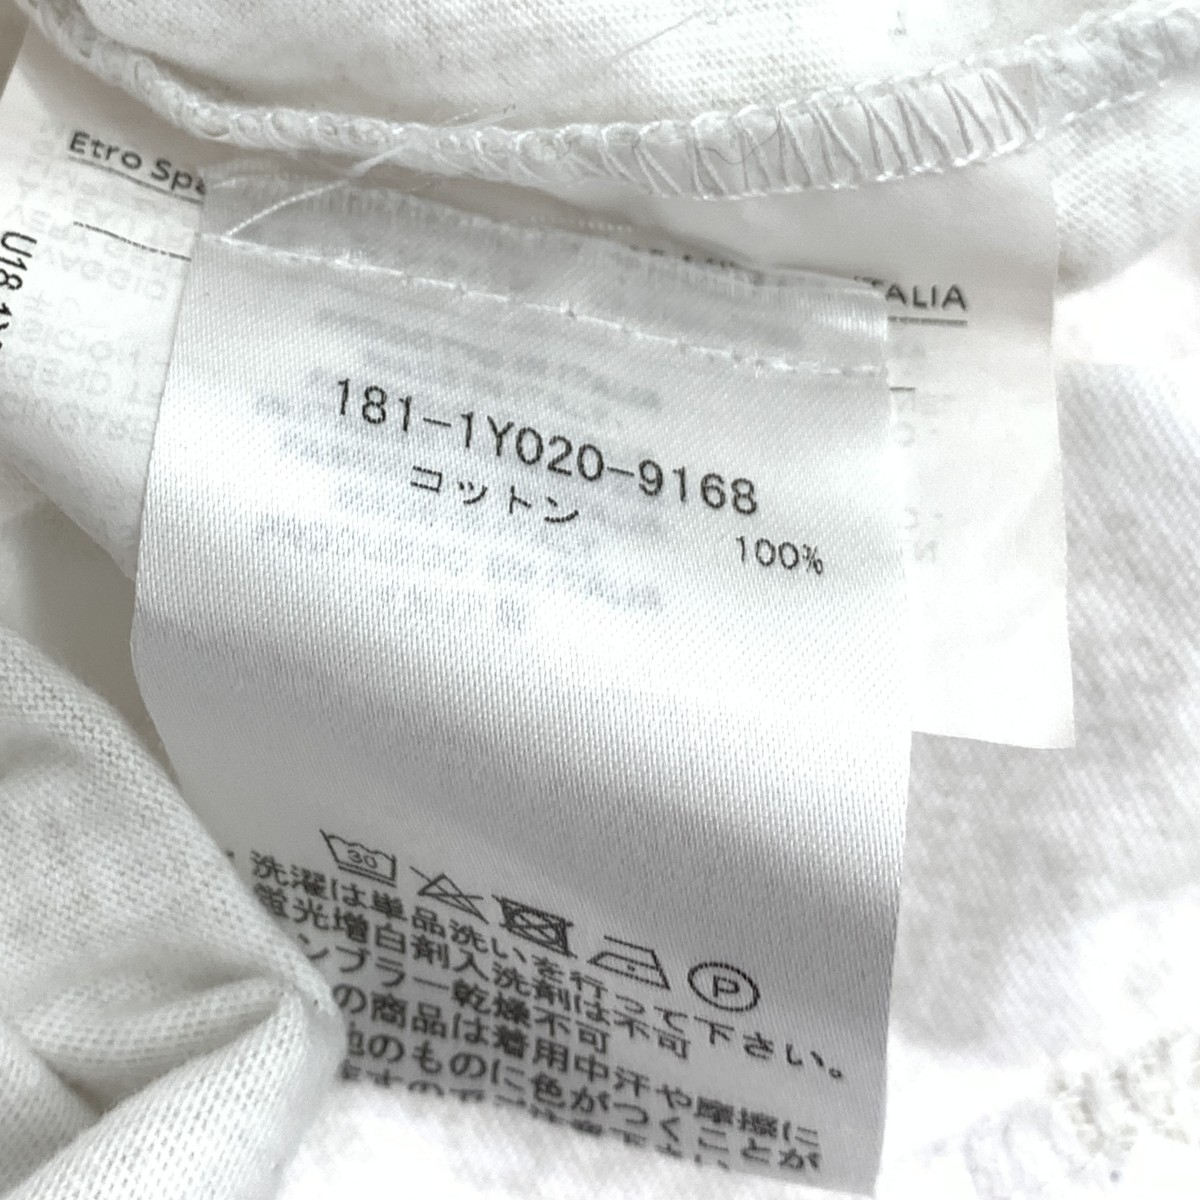 Etro Spa
ITALIA
181-1Y020-9168
コットン
100%
30
P
洗濯は単品洗いを行って下さい。
蛍光増白剤入洗剤は不可
ンブラー乾燥不可
の商品は着用中汗や摩擦に
他のものに色がつくことが